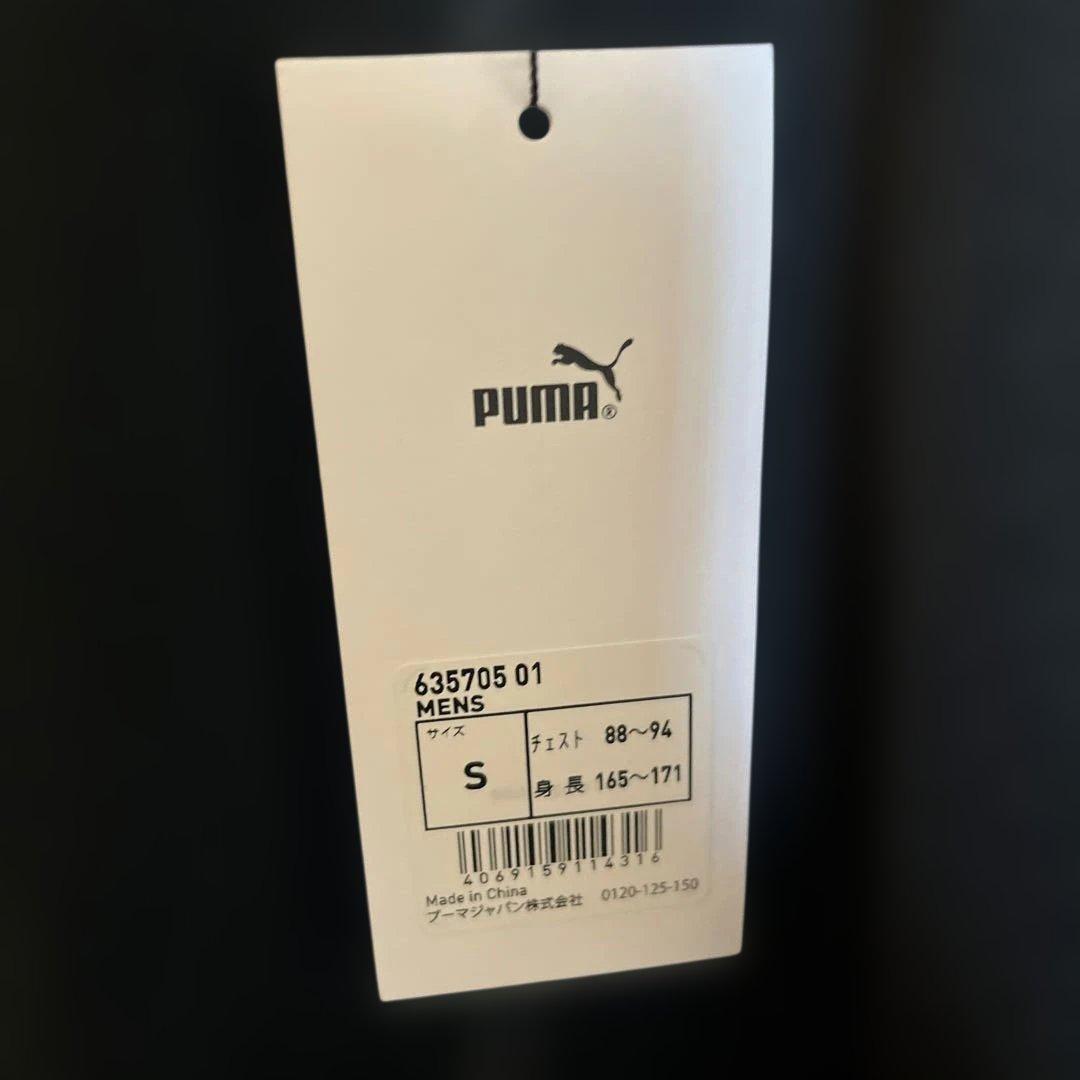 PUMA®
635705 01
MENS
サイズ
S
チェスト 88〜94
身長 165〜171
4069159114316
Made in China
プーマジャパン株式会社 0120-125-150